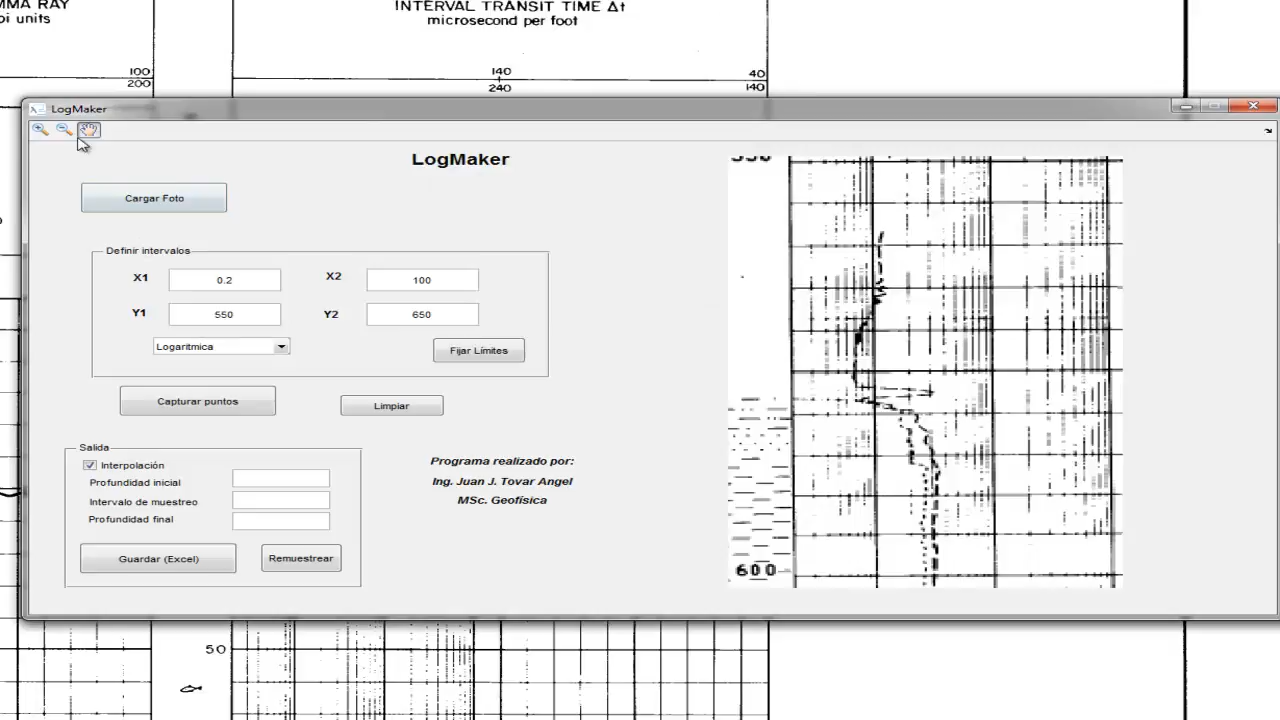 MMA RAY
pi units
INTERVAL TRANSIT TIME Δt
microsecond per foot
100
200
140
240
40
140
LogMaker
LogMaker
Cargar Foto
Definir intervalos
X1
0.2
X2
100
Y1
550
Y2
650
Logaritmica
Fijar Límites
Capturar puntos
Limpiar
Salida
Interpolación
Profundidad inicial
Intervalo de muestreo
Profundidad final
Guardar (Excel)
Remuestrear
Programa realizado por:
Ing. Juan J. Tovar Angel
MSc. Geofísica
600
50